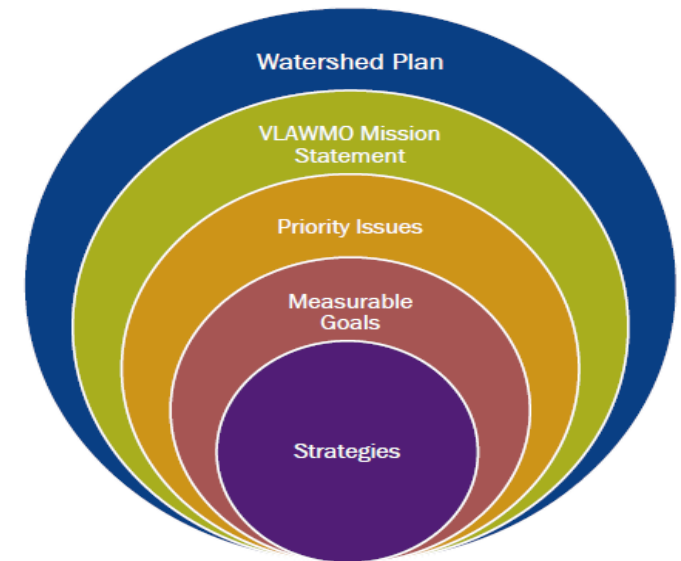 Watershed Plan
VLAWMO Mission
Statement
Priority Issues
Measurable
Goals
Strategies